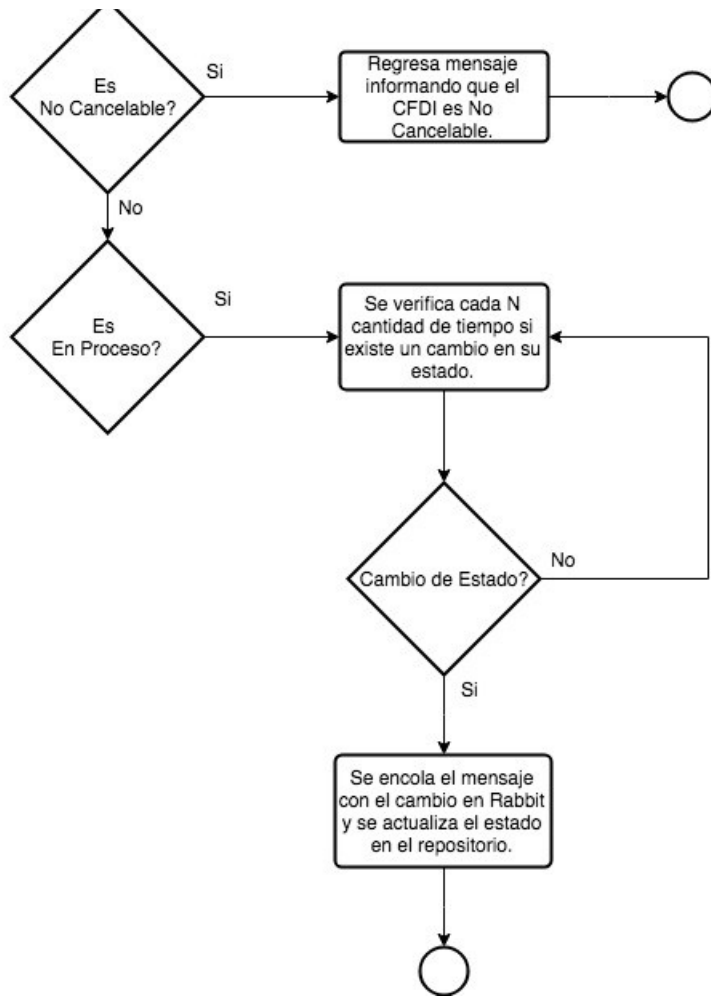 Es
No Cancelable?
Si
Regresa mensaje
informando que el
CFDI es No
Cancelable.
No
Es
En Proceso?
Si
Se verifica cada N
cantidad de tiempo si
existe un cambio en su
estado.
Cambio de Estado?
No
Si
Se encola el mensaje
con el cambio en Rabbit
y se actualiza el estado
en el repositorio.